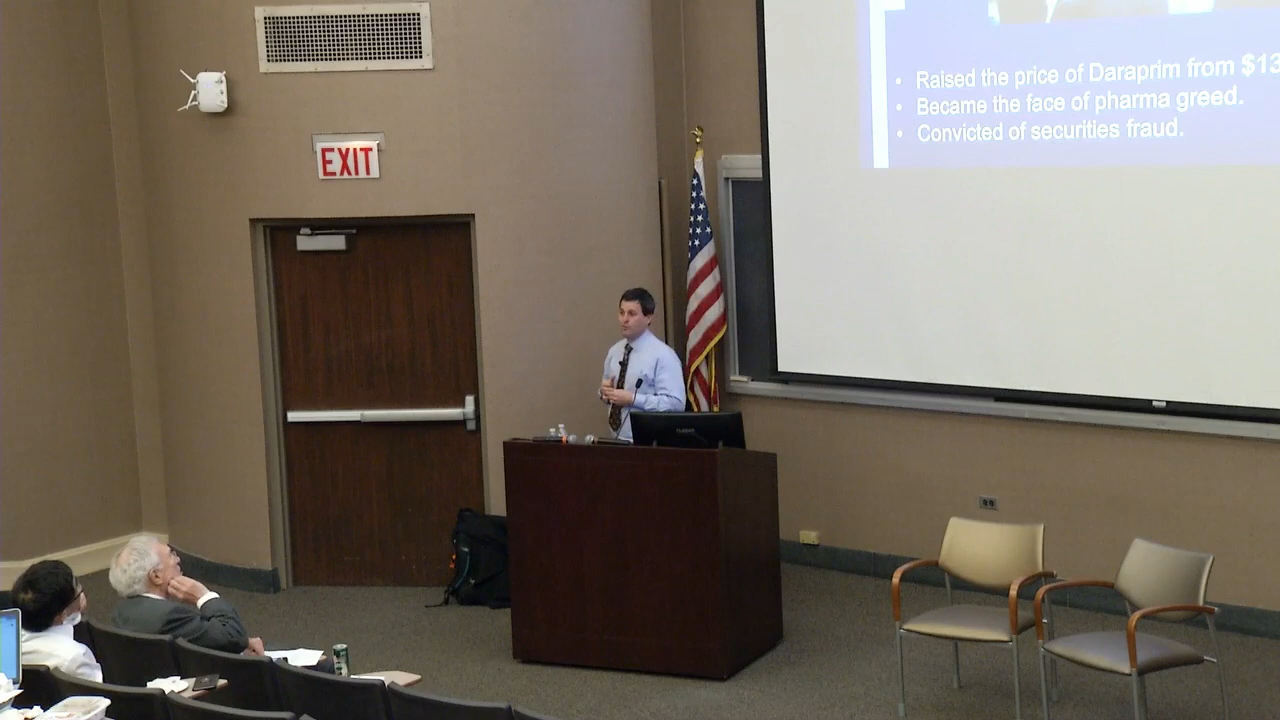 • Raised the price of Daraprim from $13
• Became the face of pharma greed.
• Convicted of securities fraud.
EXIT